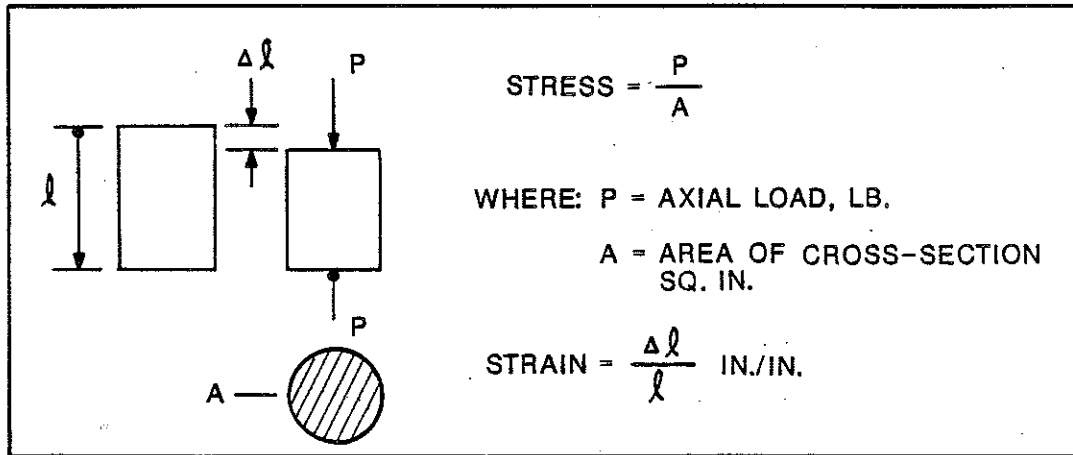 Δℓ
P
ℓ
P
A
STRESS = P / A
WHERE: P = AXIAL LOAD, LB.
A = AREA OF CROSS-SECTION
SQ. IN.
STRAIN = Δℓ / ℓ IN./IN.